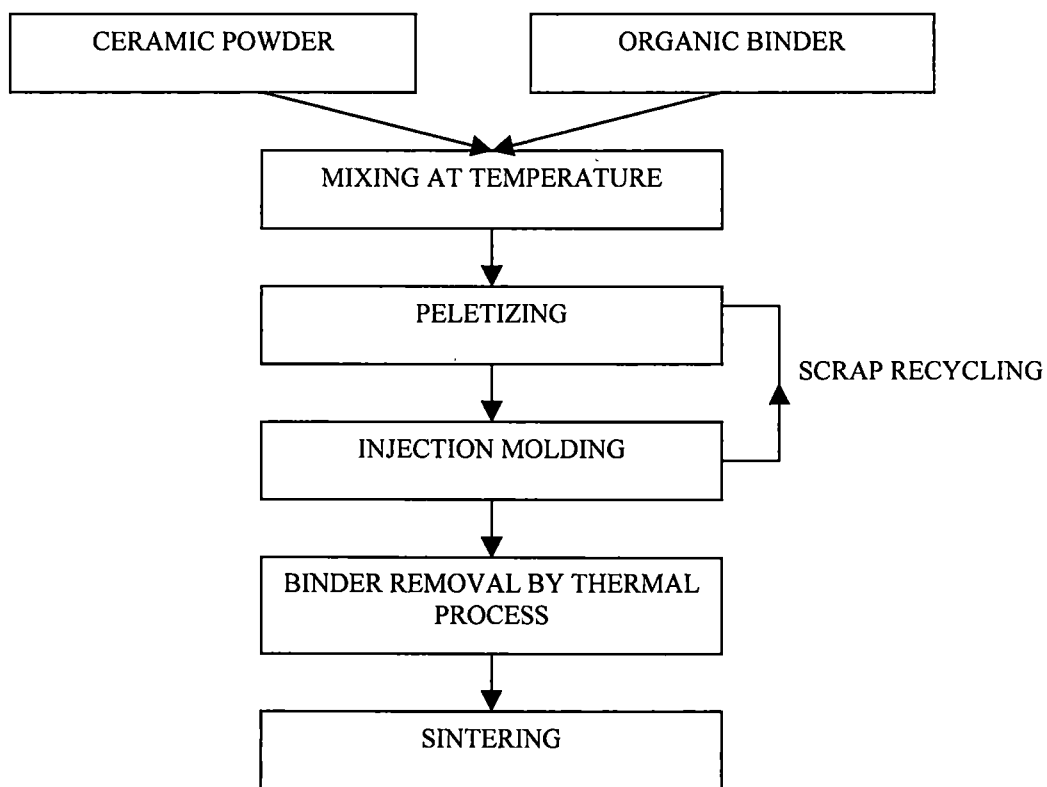 CERAMIC POWDER
ORGANIC BINDER
MIXING AT TEMPERATURE
PELETIZING
SCRAP RECYCLING
INJECTION MOLDING
BINDER REMOVAL BY THERMAL
PROCESS
SINTERING